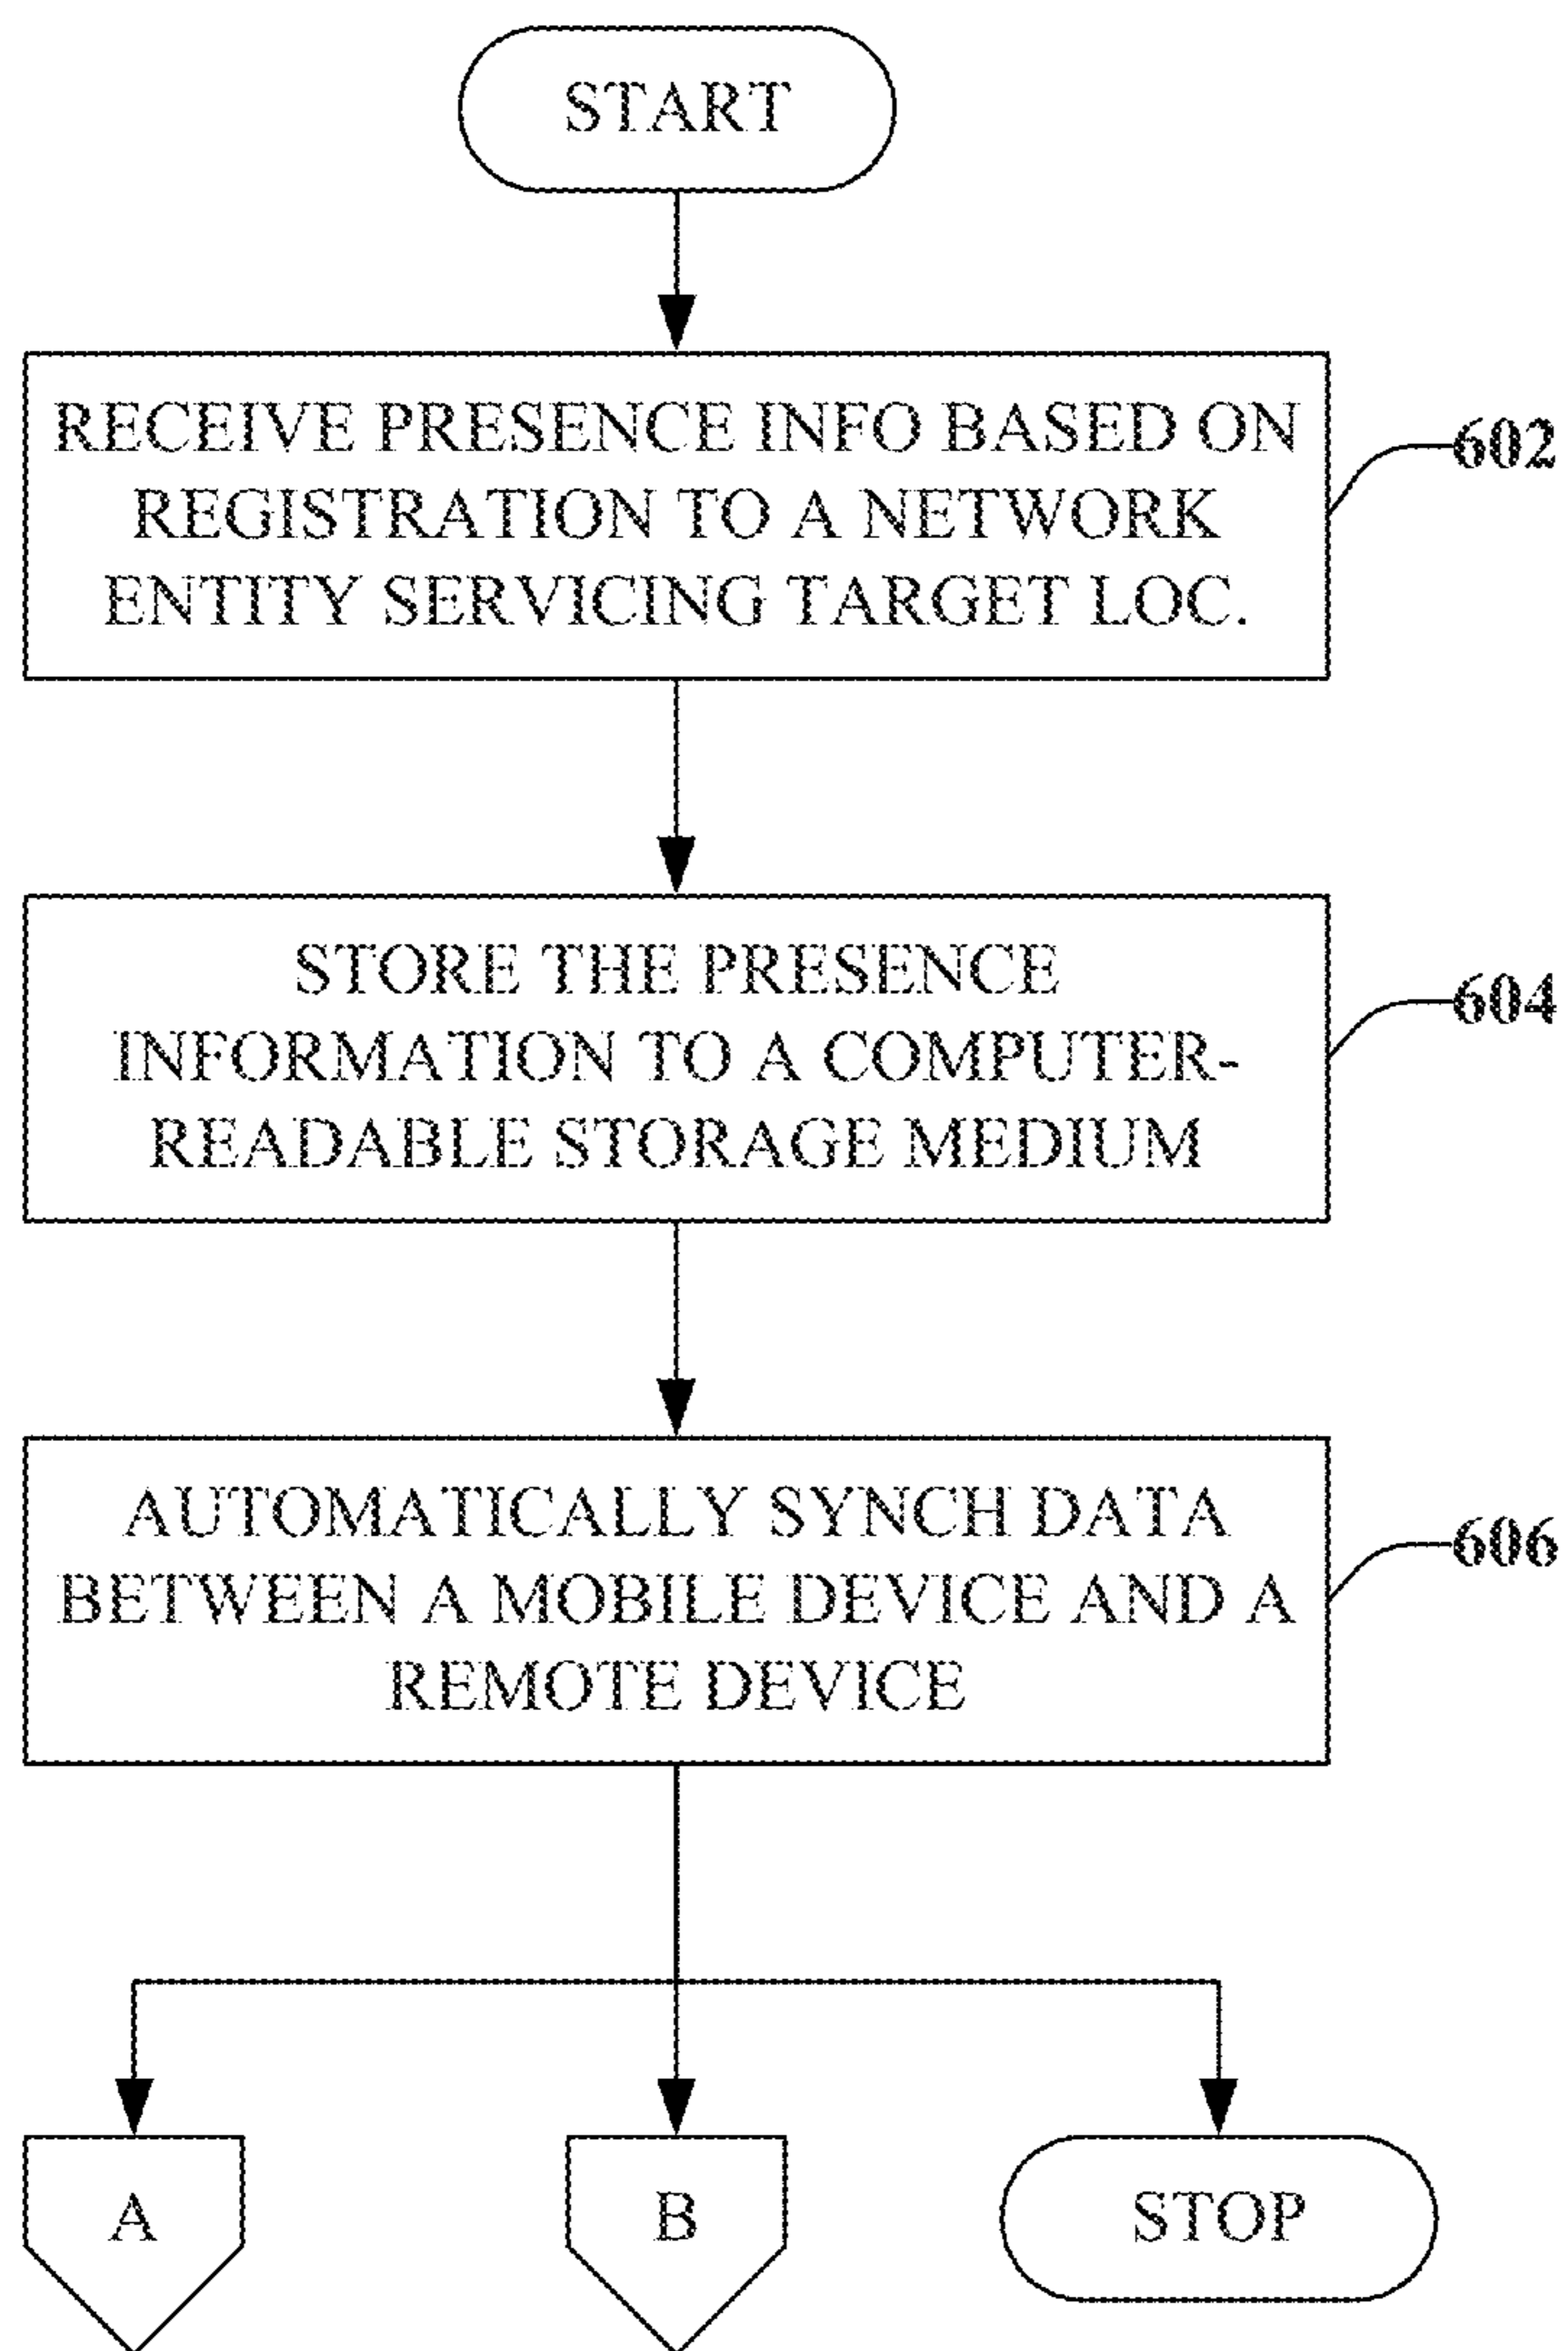 START
RECEIVE PRESENCE INFO BASED ON
REGISTRATION TO A NETWORK
ENTITY SERVICING TARGET LOC.
602
STORE THE PRESENCE
INFORMATION TO A COMPUTER-
READABLE STORAGE MEDIUM
604
AUTOMATICALLY SYNCH DATA
BETWEEN A MOBILE DEVICE AND A
REMOTE DEVICE
606
A
B
STOP